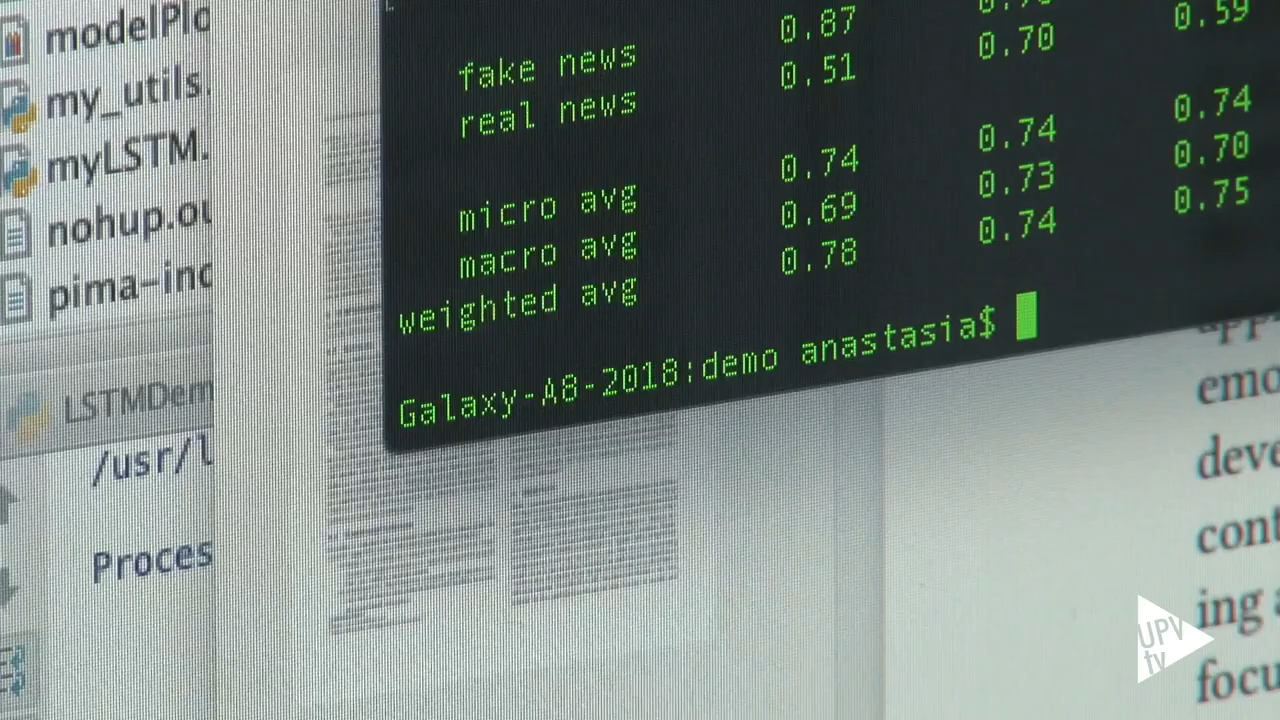 modelPlo
my_utils.
myLSTM.
nohup.ou
pima-ind
LSTMDem
/usr/l
Proces
0.87 0.59
fake news 0.51 0.70
real news
0.74 0.74 0.74
micro avg 0.69 0.73 0.70
macro avg 0.78 0.74 0.75
weighted avg
Galaxy-A8-2018:demo anastasia$
emo
deve
cont
ing a
focu
UPV
tv